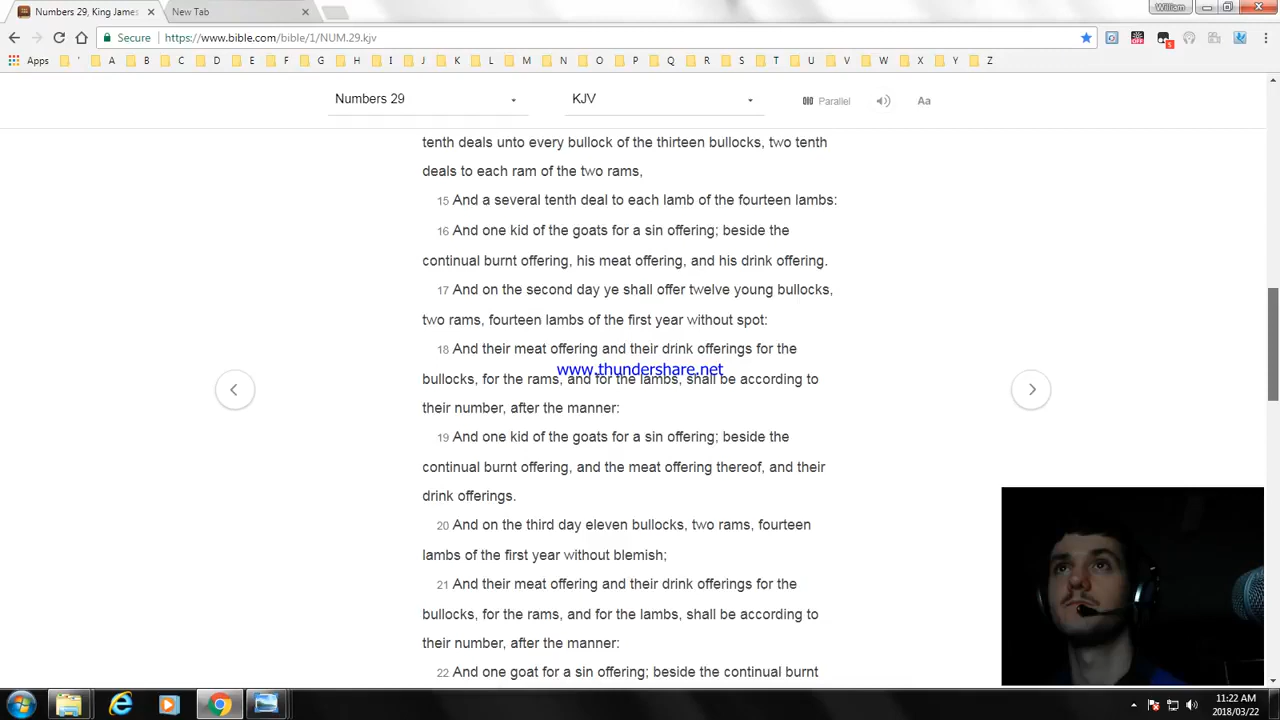 Numbers 29, King James
New Tab
William
Secure
https://www.bible.com/bible/1/NUM.29.kjv
Apps ' A B C D E F G H I J K L M N O P Q R S T U V W X Y Z
Numbers 29
KJV
Parallel
Aa
tenth deals unto every bullock of the thirteen bullocks, two tenth
deals to each ram of the two rams,
15 And a several tenth deal to each lamb of the fourteen lambs:
16 And one kid of the goats for a sin offering; beside the
continual burnt offering, his meat offering, and his drink offering.
17 And on the second day ye shall offer twelve young bullocks,
two rams, fourteen lambs of the first year without spot:
18 And their meat offering and their drink offerings for the
www.thundershare.net
bullocks, for the rams, and for the lambs, shall be according to
their number, after the manner:
19 And one kid of the goats for a sin offering; beside the
continual burnt offering, and the meat offering thereof, and their
drink offerings.
20 And on the third day eleven bullocks, two rams, fourteen
lambs of the first year without blemish;
21 And their meat offering and their drink offerings for the
bullocks, for the rams, and for the lambs, shall be according to
their number, after the manner:
22 And one goat for a sin offering; beside the continual burnt
11:22 AM
2018/03/22